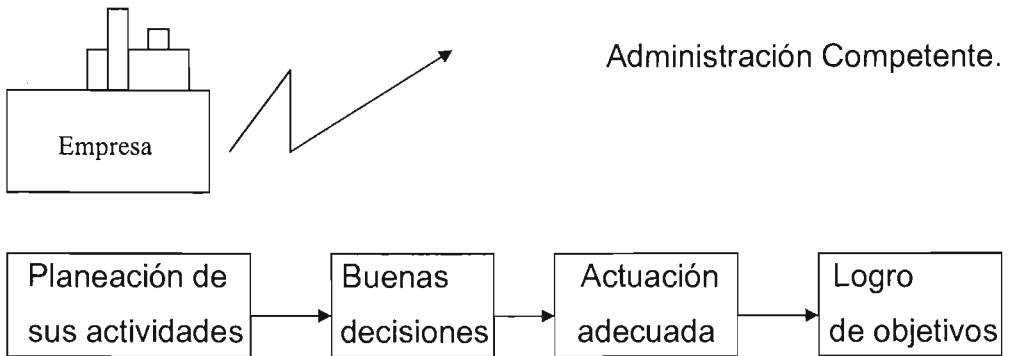 Administración Competente.
Empresa
Planeación de
sus actividades
Buenas
decisiones
Actuación
adecuada
Logro
de objetivos